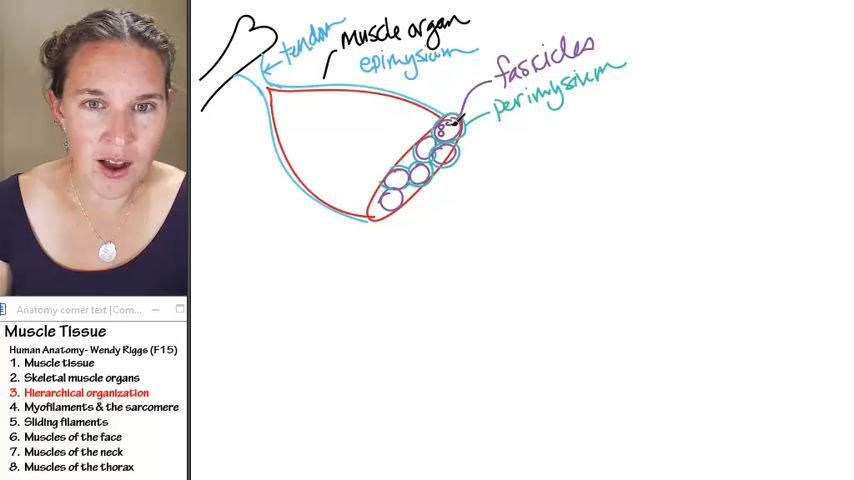 tendon
muscle organ
epimysium
fascicles
perimysium
Anatomy corner text [Com...
Muscle Tissue
Human Anatomy- Wendy Riggs (F15)
1. Muscle tissue
2. Skeletal muscle organs
3. Hierarchical organization
4. Myofilaments & the sarcomere
5. Sliding filaments
6. Muscles of the face
7. Muscles of the neck
8. Muscles of the thorax